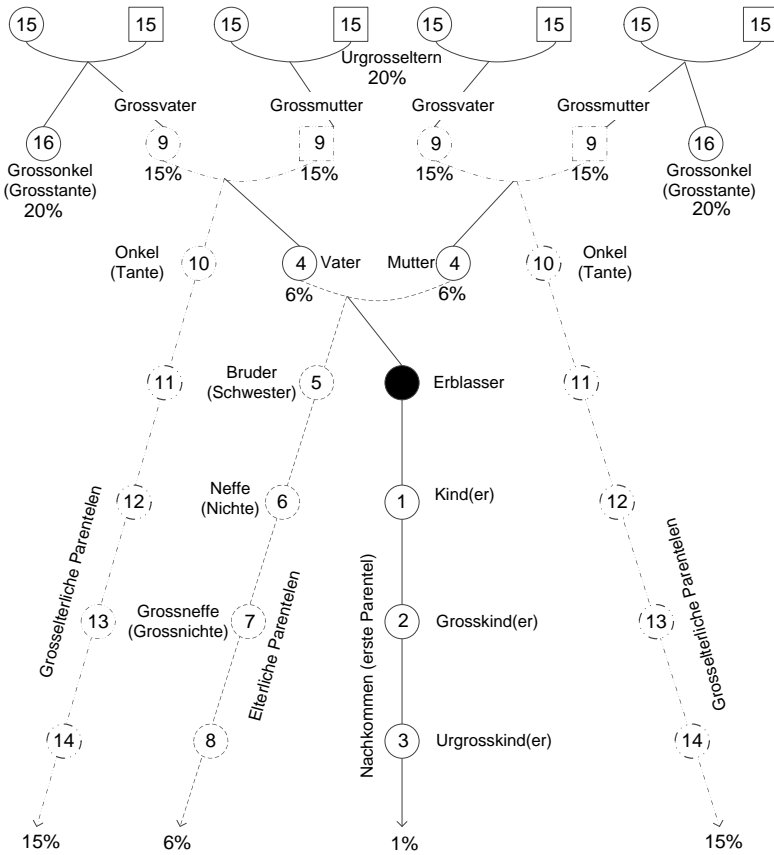 15 15 15 15 15 15 15 15
Urgrosseltern
20%
Grossvater Grossmutter Grossvater Grossmutter
16 9 9 9 9 16
Grossonkel
(Grosstante)
20%
15% 15% 15% 15%
Grossonkel
(Grosstante)
20%
Onkel
(Tante)
10
4 Vater
6%
Mutter 4
6%
10
Onkel
(Tante)
11
Bruder
(Schwester)
5
Erblasser
11
12
Neffe
(Nichte)
6
1 Kind(er)
12
Grosselterliche Parentelen
13
Grossneffe
(Grossnichte)
7
Elterliche Parentelen
Nachkommen (erste Parentel)
2 Grosskind(er)
13
Grosselterliche Parentelen
14
8
3 Urgrosskind(er)
14
15% 6% 1% 15%